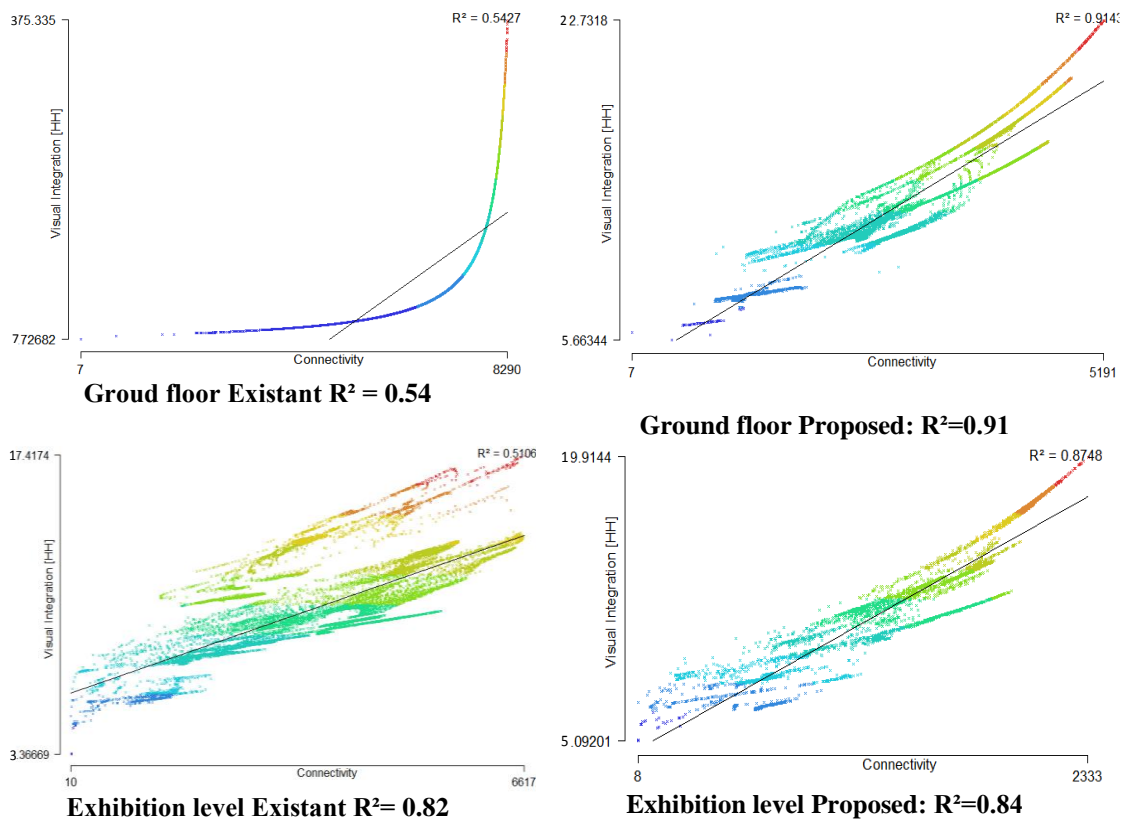 375.335
R² = 0.5427
Visual Integration [HH]
772682
7
Connectivity
8290
Groud floor Existant R² = 0.54
22.7318
R² = 0.9143
Visual Integration [HH]
5.66344
7
Connectivity
5191
Ground floor Proposed: R²=0.91
17.4174
R² = 0.5106
Visual Integration [HH]
3.36669
10
Connectivity
6617
Exhibition level Existant R²= 0.82
19.9144
R² = 0.8748
Visual Integration [HH]
5.09201
8
Connectivity
2333
Exhibition level Proposed: R²=0.84